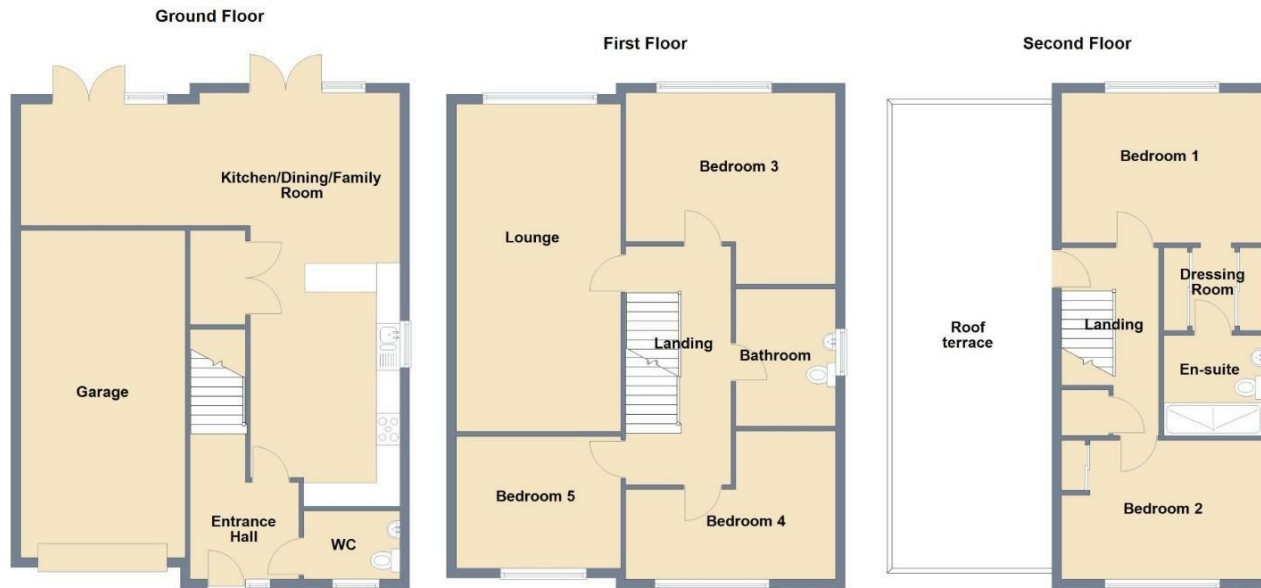 Ground Floor
Kitchen/Dining/Family
Room
Garage
Entrance
Hall
WC
First Floor
Bedroom 3
Lounge
Landing
Bathroom
Bedroom 5
Bedroom 4
Second Floor
Bedroom 1
Dressing
Room
Landing
Roof
terrace
En-suite
Bedroom 2